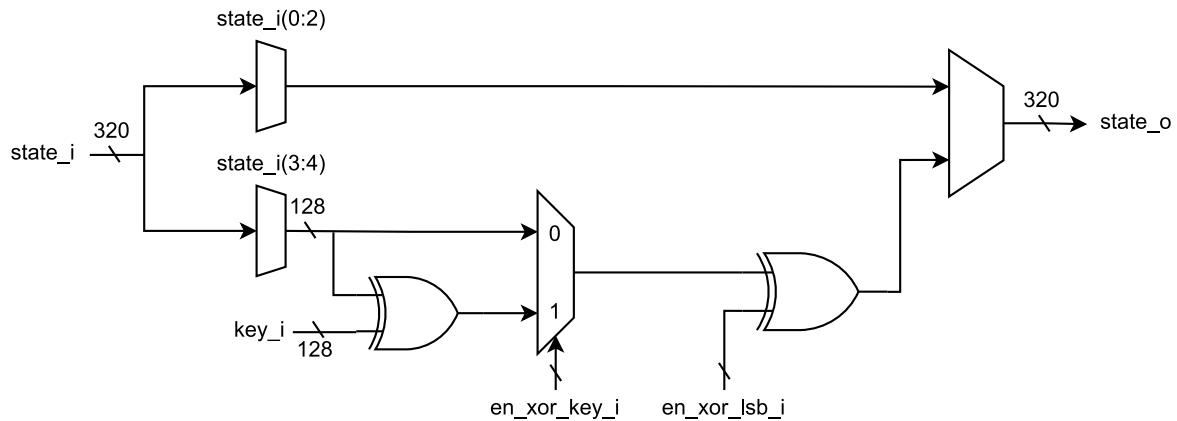 state_i(0:2)
320
state_i
320
state_o
state_i(3:4)
128
0
1
key_i
128
en_xor_key_i
en_xor_lsb_i